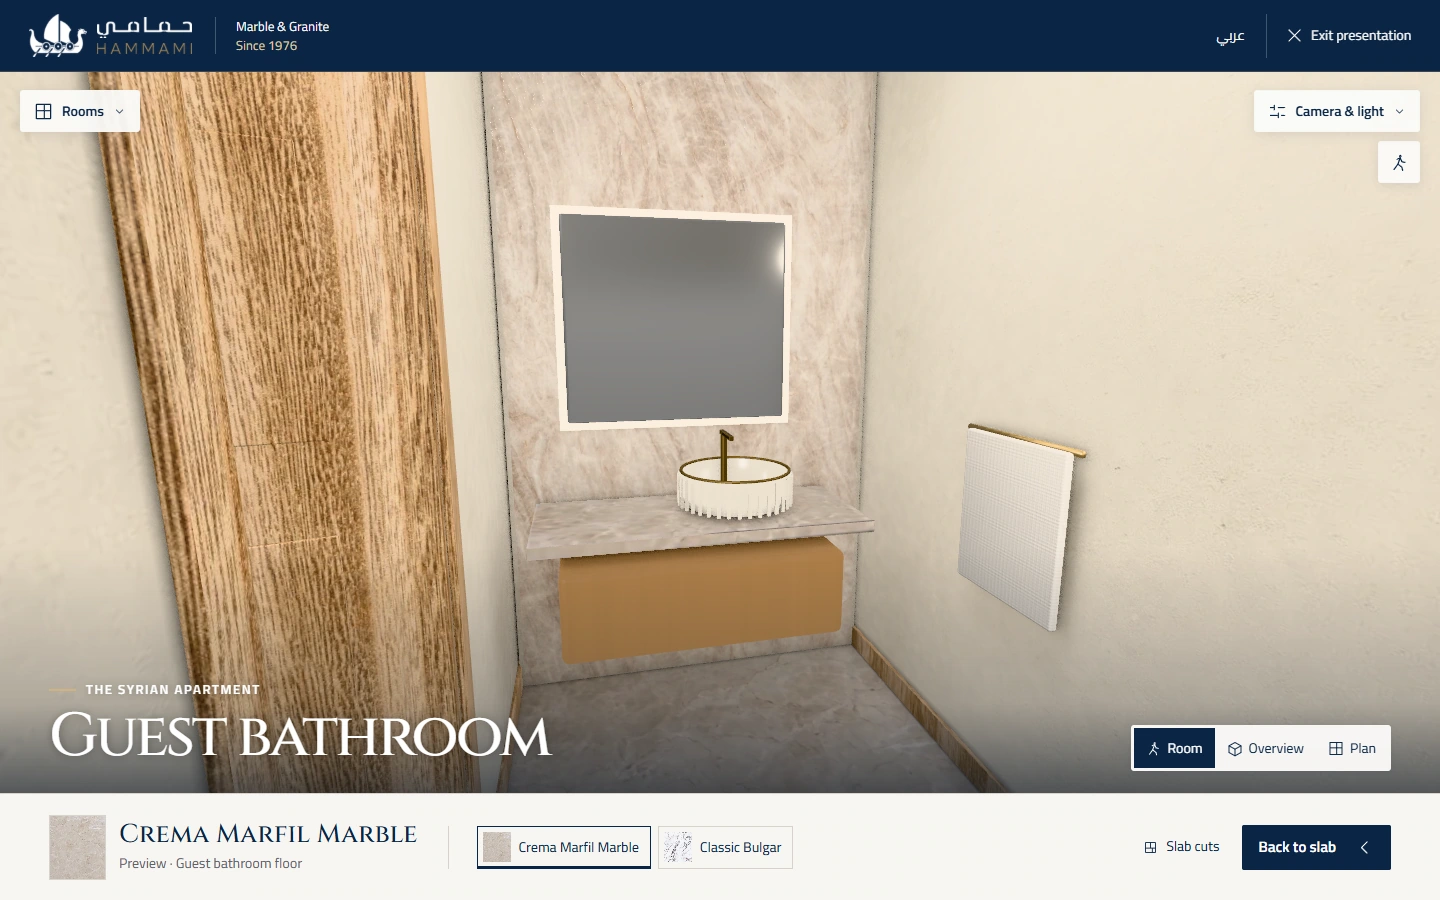 حمامي
HAMMAMI
Marble & Granite
Since 1976
عربي
Exit presentation
Rooms
Camera & light
THE SYRIAN APARTMENT
GUEST BATHROOM
Room
Overview
Plan
CREMA MARFIL MARBLE
Preview · Guest bathroom floor
Crema Marfil Marble
Classic Bulgar
Slab cuts
Back to slab